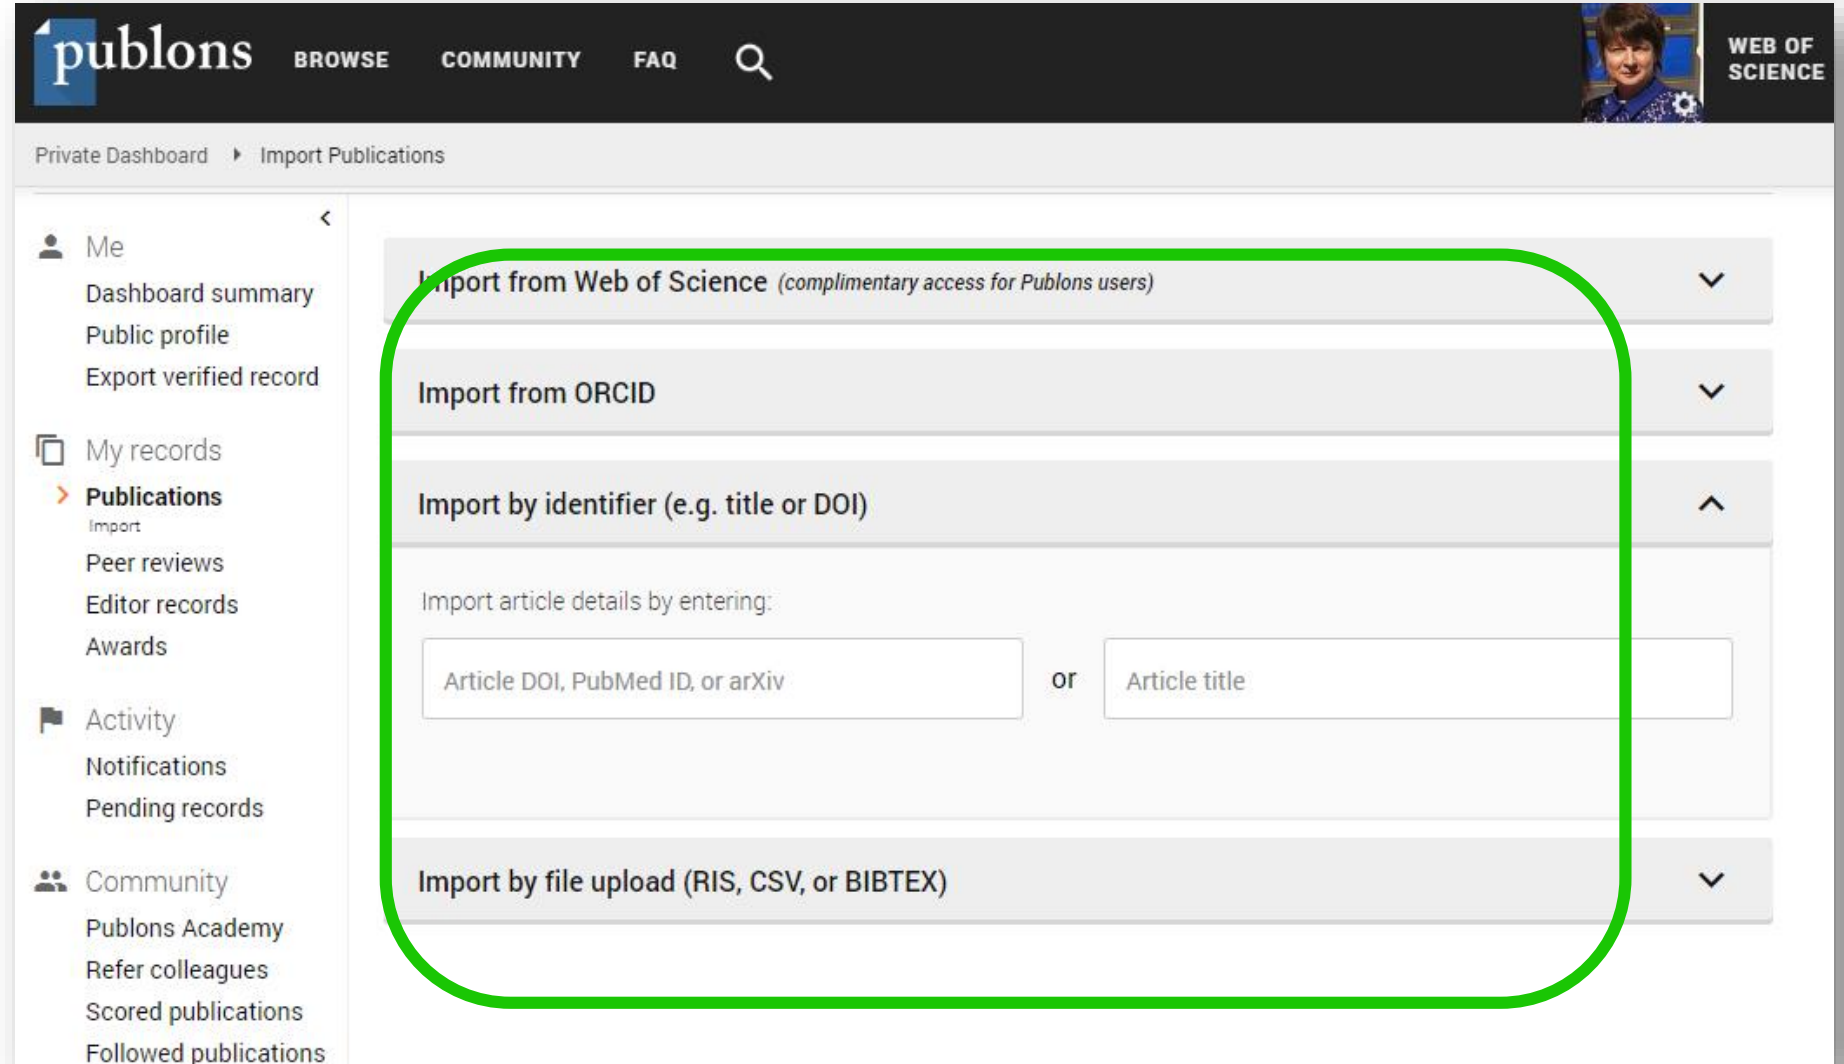 publons BROWSE COMMUNITY FAQ
WEB OF
SCIENCE
Private Dashboard Import Publications
Me
Dashboard summary
Public profile
Export verified record
My records
Publications
Import
Peer reviews
Editor records
Awards
Activity
Notifications
Pending records
Community
Publons Academy
Refer colleagues
Scored publications
Followed publications
Import from Web of Science (complimentary access for Publons users)
Import from ORCID
Import by identifier (e.g. title or DOI)
Import article details by entering:
Article DOI, PubMed ID, or arXiv or Article title
Import by file upload (RIS, CSV, or BIBTEX)